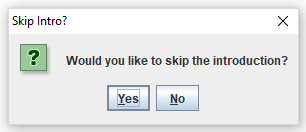 Skip Intro?
Would you like to skip the introduction?
Yes No